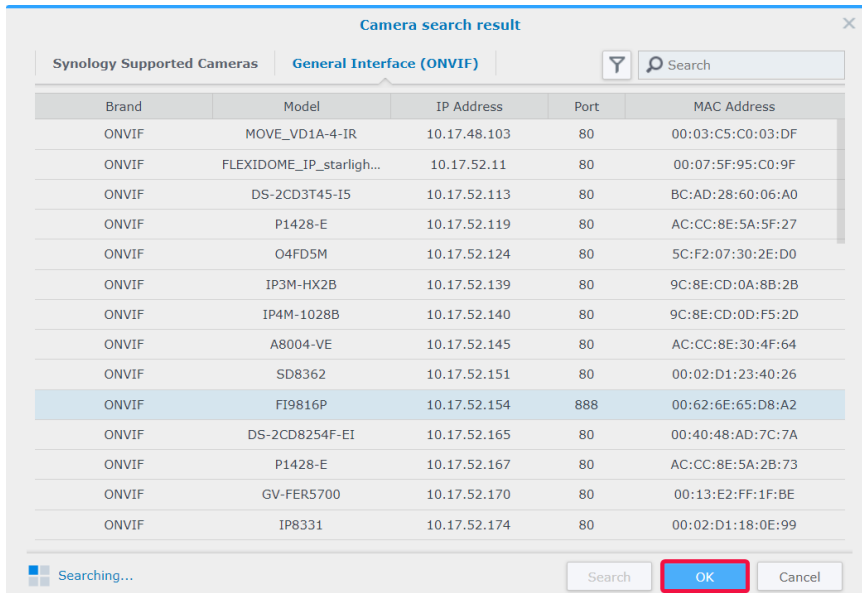 Camera search result
Synology Supported Cameras General Interface (ONVIF) Search
Brand Model IP Address Port MAC Address
ONVIF MOVE_VD1A-4-IR 10.17.48.103 80 00:03:C5:C0:03:DF
ONVIF FLEXIDOME_IP_starligh... 10.17.52.11 80 00:07:5F:95:C0:9F
ONVIF DS-2CD3T45-I5 10.17.52.113 80 BC:AD:28:60:06:A0
ONVIF P1428-E 10.17.52.119 80 AC:CC:8E:5A:5F:27
ONVIF O4FD5M 10.17.52.124 80 5C:F2:07:30:2E:D0
ONVIF IP3M-HX2B 10.17.52.139 80 9C:8E:CD:0A:8B:2B
ONVIF IP4M-1028B 10.17.52.140 80 9C:8E:CD:0D:F5:2D
ONVIF A8004-VE 10.17.52.145 80 AC:CC:8E:30:4F:64
ONVIF SD8362 10.17.52.151 80 00:02:D1:23:40:26
ONVIF FI9816P 10.17.52.154 888 00:62:6E:65:D8:A2
ONVIF DS-2CD8254F-EI 10.17.52.165 80 00:40:48:AD:7C:7A
ONVIF P1428-E 10.17.52.167 80 AC:CC:8E:5A:2B:73
ONVIF GV-FER5700 10.17.52.170 80 00:13:E2:FF:1F:BE
ONVIF IP8331 10.17.52.174 80 00:02:D1:18:0E:99
Searching... Search OK Cancel